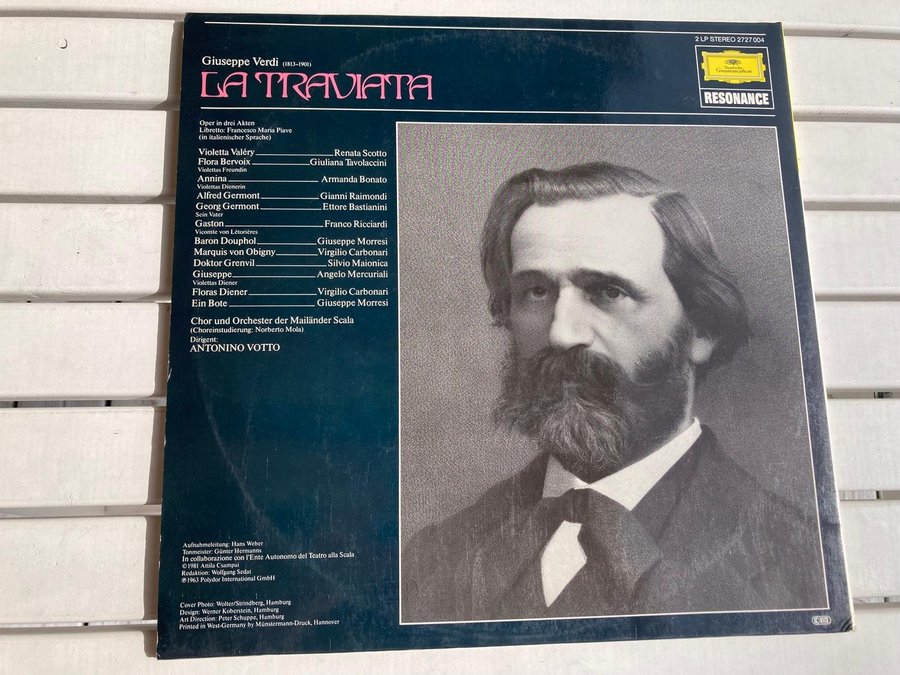 2 LP STEREO 2727 004
Giuseppe Verdi (1813–1901)
LA TRAVIATA
Deutsche
Grammophon
RESONANCE
Oper in drei Akten
Libretto: Francesco Maria Piave
(in italienischer Sprache)
Violetta Valéry Renata Scotto
Flora Bervoix Giuliana Tavolaccini
Violettas Freundin
Annina Armanda Bonato
Violettas Dienerin
Alfred Germont Gianni Raimondi
Georg Germont Ettore Bastianini
Sein Vater
Gaston Franco Ricciardi
Vicomte von Létorières
Baron Douphol Giuseppe Morresi
Marquis von Obigny Virgilio Carbonari
Doktor Grenvil Silvio Maionica
Giuseppe Angelo Mercuriali
Violettas Diener
Floras Diener Virgilio Carbonari
Ein Bote Giuseppe Morresi
Chor und Orchester der Mailänder Scala
(Choreinstudierung: Norberto Mola)
Dirigent:
ANTONINO VOTTO
Aufnahmeleitung: Hans Weber
Tonmeister: Günter Hermanns
In collaborazione con l'Ente Autonomo del Teatro alla Scala
©1981 Attila Csampai
Redaktion: Wolfgang Sedat
℗1963 Polydor International GmbH
Cover Photo: Wolter/Strindberg, Hamburg
Design: Werner Koberstein, Hamburg
Art Direction: Peter Schuppe, Hamburg
Printed in West-Germany by Münstermann-Druck, Hannover